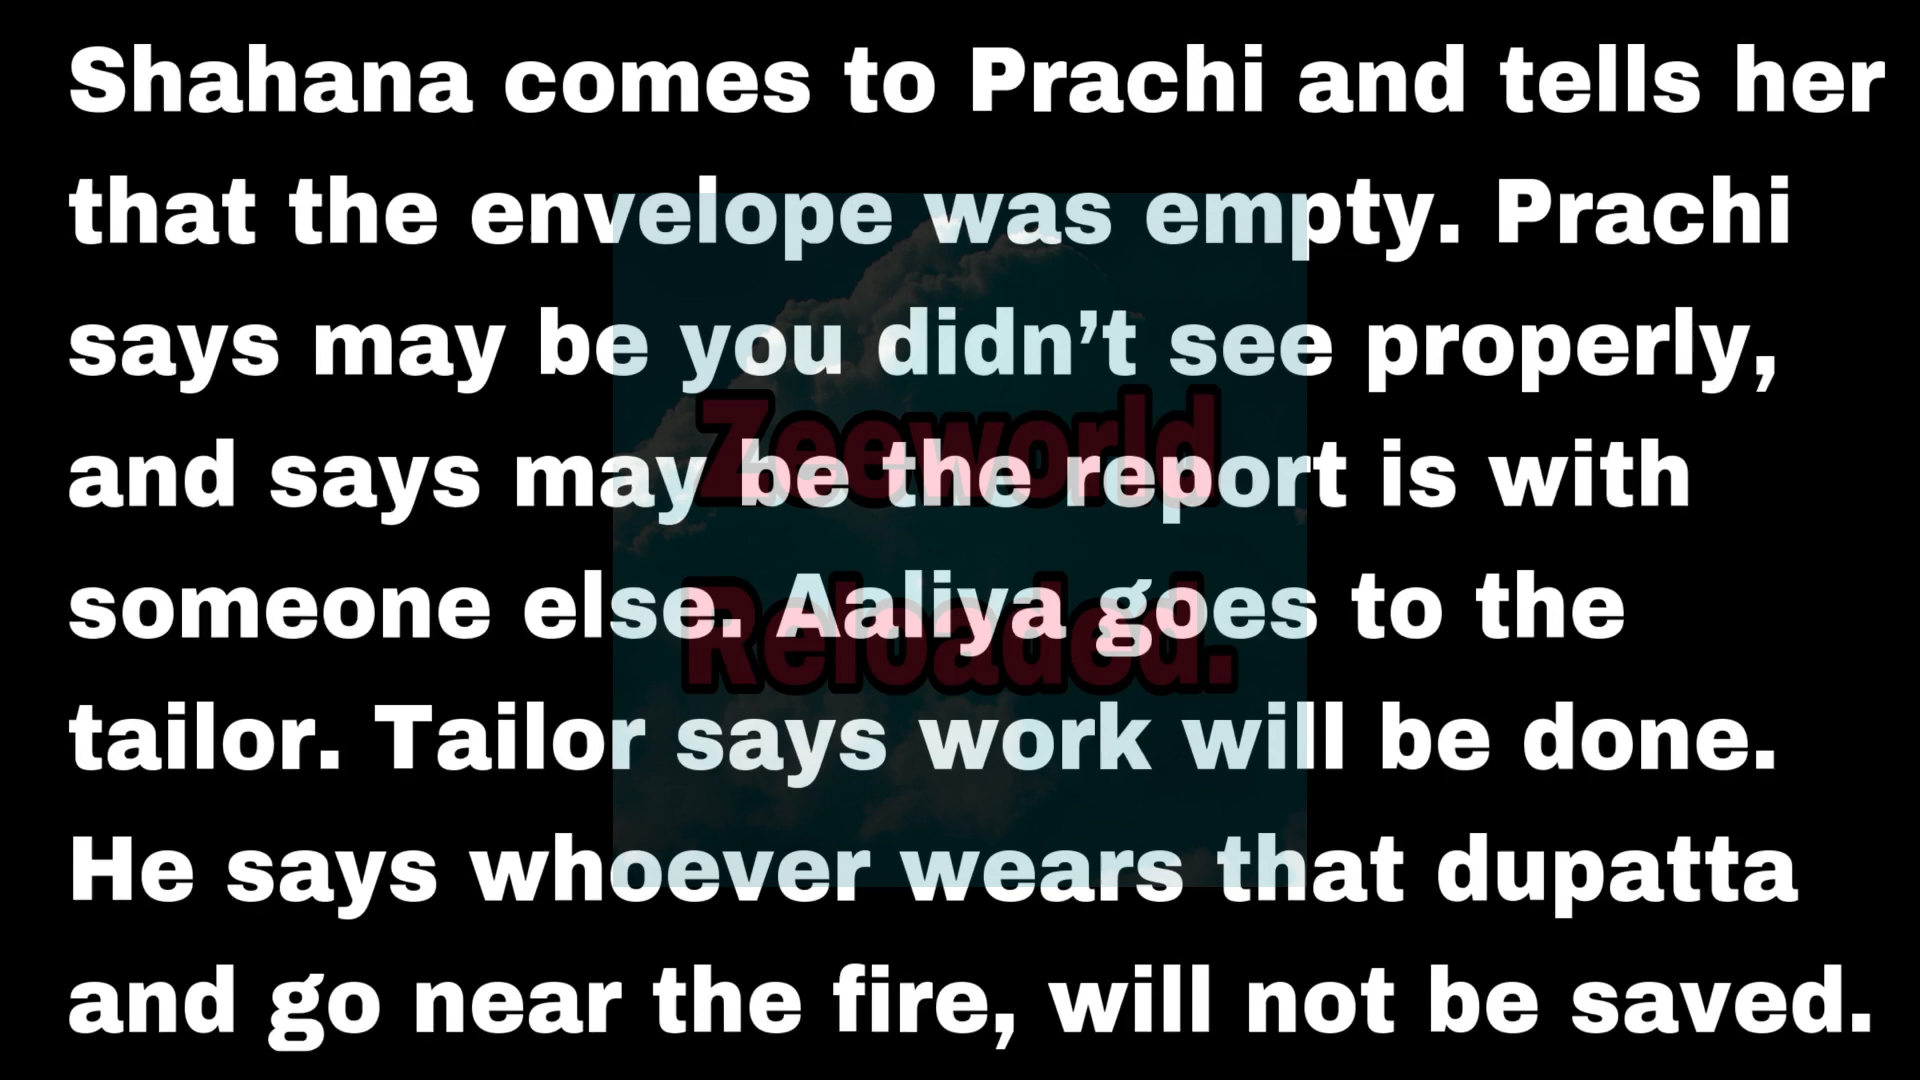 Shahana comes to Prachi and tells her
that the envelope was empty. Prachi
says may be you didn’t see properly,
Zeeworld
and says may be the report is with
someone else. Aaliya goes to the
Reloaded.
tailor. Tailor says work will be done.
He says whoever wears that dupatta
and go near the fire, will not be saved.